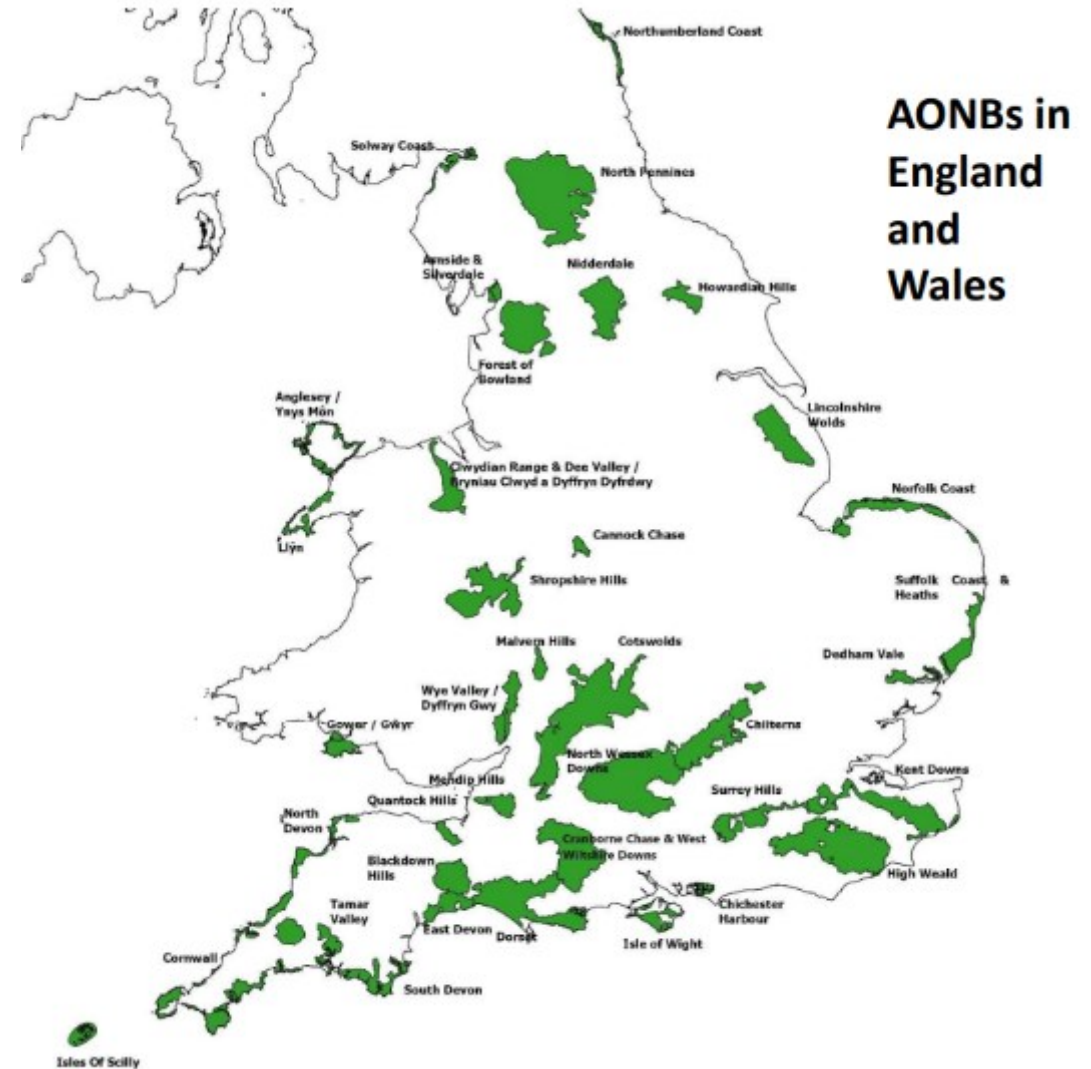 Northumberland Coast
AONBs in
England
and
Wales
Solway Coast
North Pennines
Arnside &
Silverdale
Nidderdale
Howardian Hills
Forest of
Bowland
Anglesey /
Ynys Môn
Lincolnshire
Wolds
Clwydian Range & Dee Valley /
Bryniau Clwyd a Dyffryn Dyfrdwy
Norfolk Coast
Llŷn
Cannock Chase
Shropshire Hills
Suffolk Coast &
Heaths
Malvern Hills
Cotswolds
Dedham Vale
Wye Valley /
Dyffryn Gwy
Gower / Gŵyr
Chilterns
North Wessex
Downs
Kent Downs
Mendip Hills
Surrey Hills
Quantock Hills
North
Devon
Cranborne Chase & West
Wiltshire Downs
Blackdown
Hills
High Weald
Tamar
Valley
Chichester
Harbour
East Devon
Dorset
Isle of Wight
Cornwall
South Devon
Isles Of Scilly